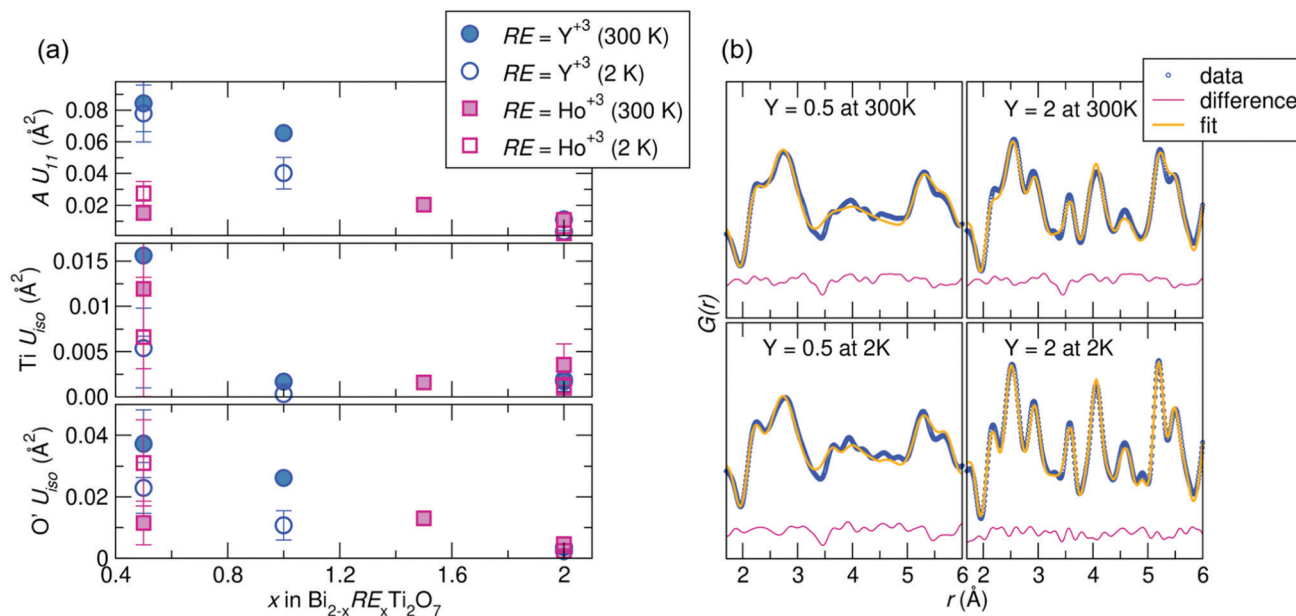 (a)
RE = Y+3 (300 K)
RE = Y+3 (2 K)
RE = Ho+3 (300 K)
RE = Ho+3 (2 K)
A U11 (Å2)
0.08
0.06
0.04
0.02
Ti Uiso (Å2)
0.015
0.01
0.005
0.00
O' Uiso (Å2)
0.04
0.02
0
0.4 0.8 1.2 1.6 2
x in Bi2-xRExTi2O7
(b)
data
difference
fit
Y = 0.5 at 300K
Y = 2 at 300K
G(r)
Y = 0.5 at 2K
Y = 2 at 2K
2 3 4 5 2 3 4 5 6
r (Å)